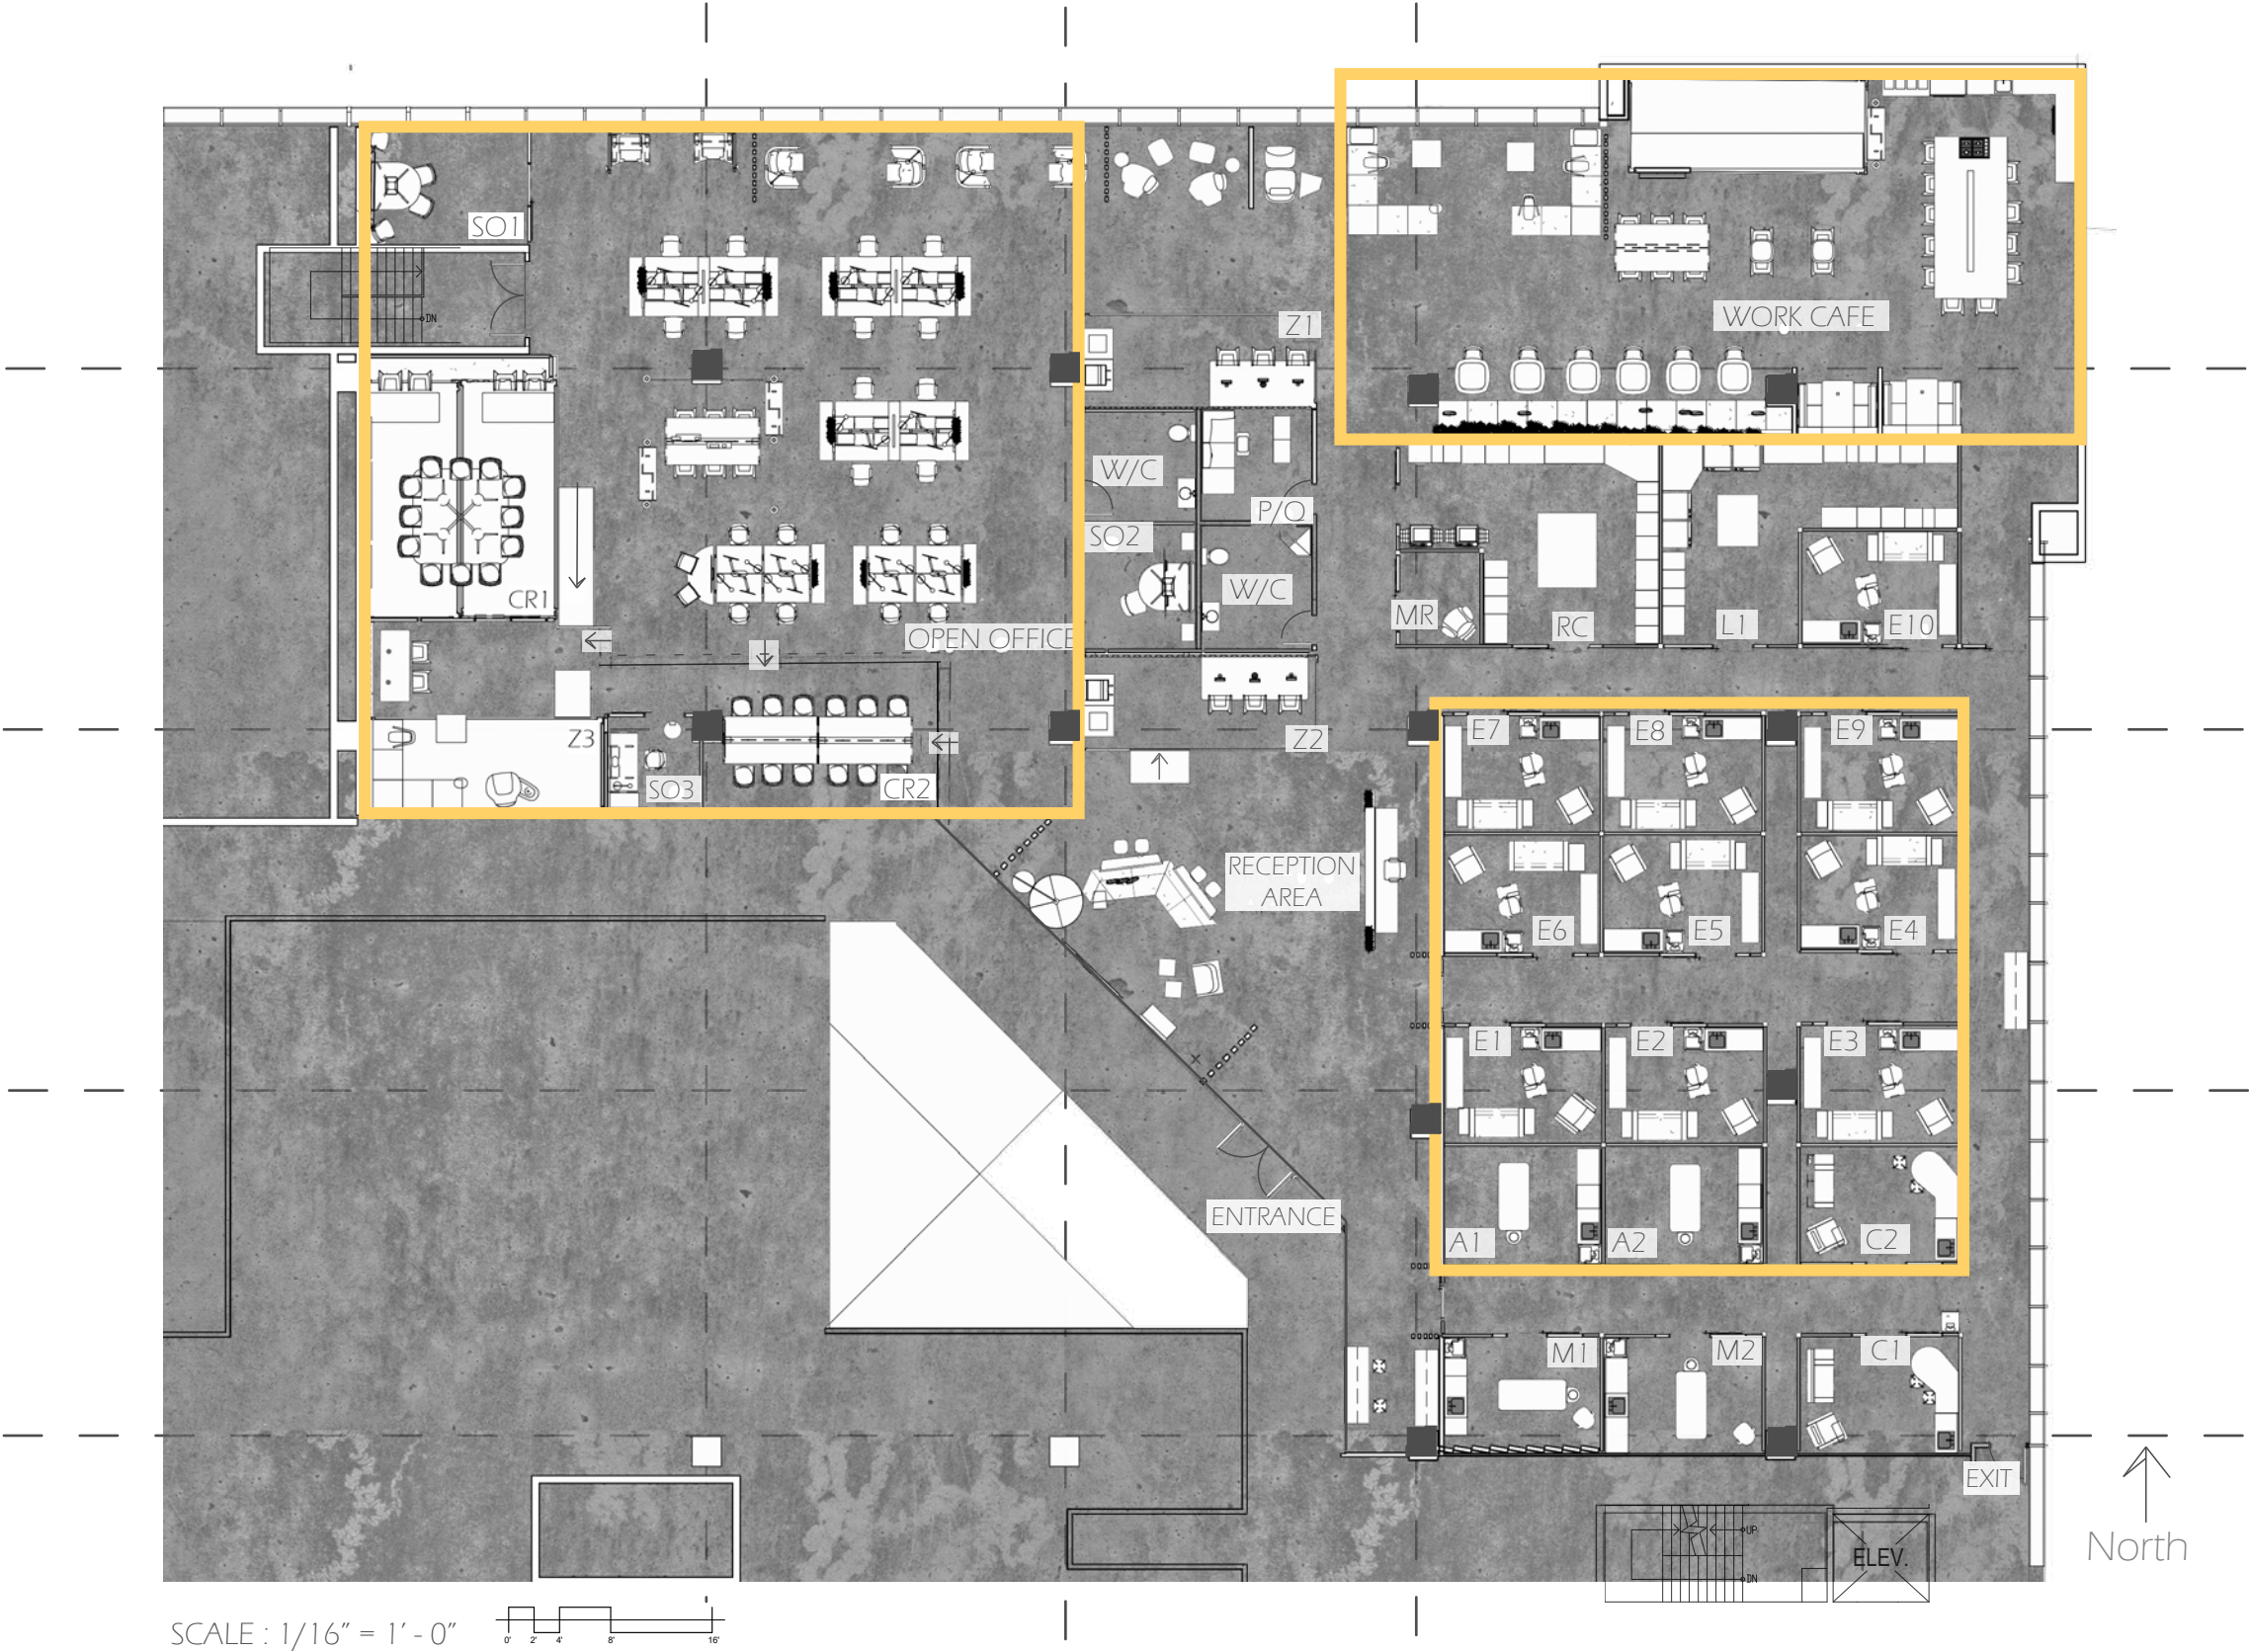 SO1
DN
Z1
WORK CAFE
W/C
P/Q
SO2
W/C
CR1
MR
RC
L1
E10
OPEN OFFICE
Z3
SO3
CR2
Z2
E7
E8
E9
RECEPTION
AREA
E6
E5
E4
E1
E2
E3
ENTRANCE
A1
A2
C2
M1
M2
C1
EXIT
UP
DN
ELEV.
North
SCALE : 1/16" = 1' - 0"
0' 2' 4' 8' 16'